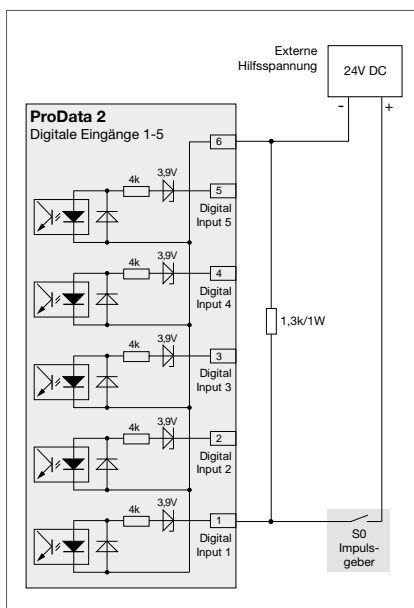 Externe
Hilfsspannung
24V DC
- +
ProData 2
Digitale Eingänge 1-5
6
4k 3,9V
5
Digital
Input 5
4k 3,9V
4
Digital
Input 4
1,3k/1W
4k 3,9V
3
Digital
Input 3
4k 3,9V
2
Digital
Input 2
4k 3,9V
1
Digital
Input 1
S0
Impuls-
geber